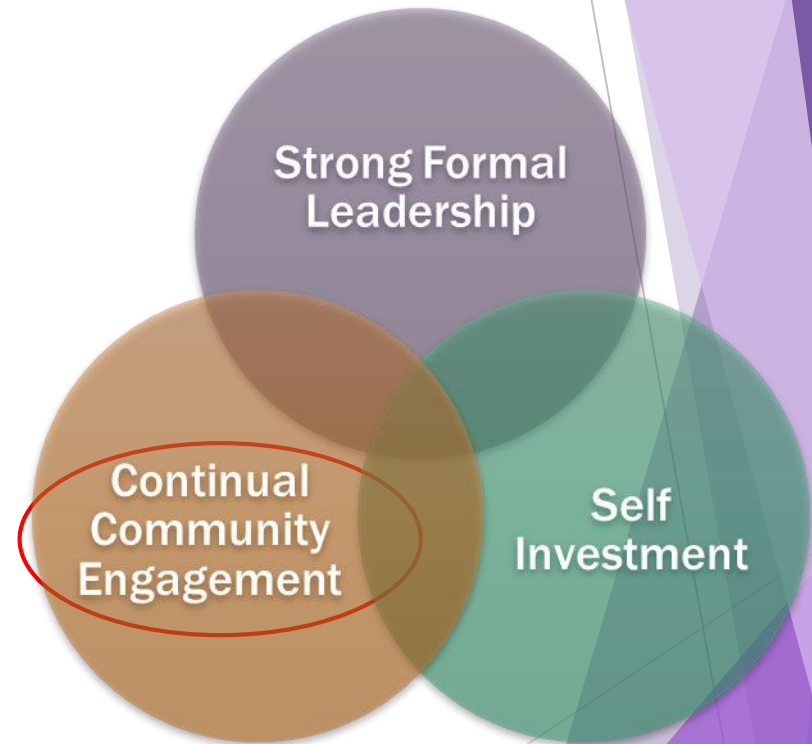 Strong Formal
Leadership
Continual
Community
Engagement
Self
Investment